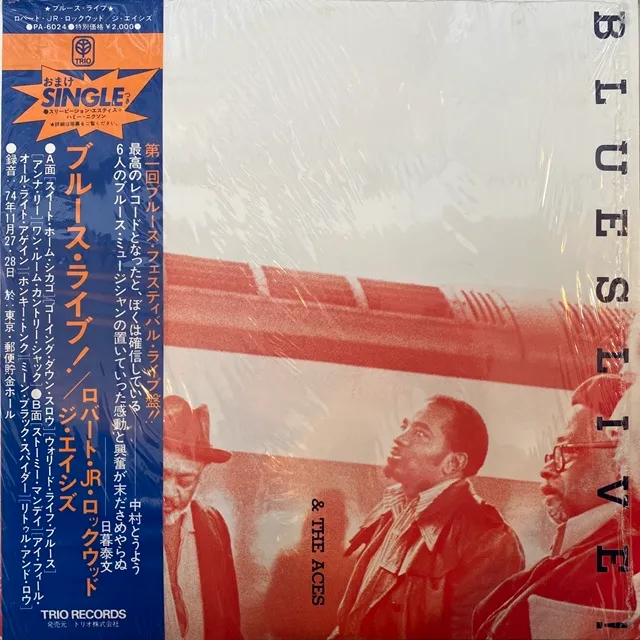 ★ブルース・ライブ★
ロバート・JR・ロックウッド ジ・エイシズ
●PA-6024●特別価格 ¥2,000●
TRIO
おまけ
SINGLE
つき
●スリーピー・ジョン・エスティス★
ハミー・ニクソン
★詳細は帯裏をご覧ください。
第一回ブルース・フェスティバル・ライブ盤!
最高のレコードとなったと、ぼくは確信している——中村とうよう
6人のブルース・ミュージシャンの置いていった感動と興奮が未ださめやらぬ
——日暮泰文
ブルース・ライブ!/ロバート・JR・ロックウッド
ジ・エイシズ
●A面[スイート・ホーム・シカゴ][ゴーイング・ダウン・スロウ][ウォリード・ライフ・ブルース]
[アンナ・リー][ワン・ルーム・カントリー・シャック]●B面[ストーミー・マンデイ][アイ・フィール・
オール・ライト・アゲイン][ホンキー・トンク][ミーン・ブラック・スパイダー][リトゥル・アンド・ロウ]
●録音:'74年11月27・28日 於:東京・郵便貯金ホール
TRIO RECORDS
発売元 トリオ株式会社
BLUES LIVE!
& THE ACES